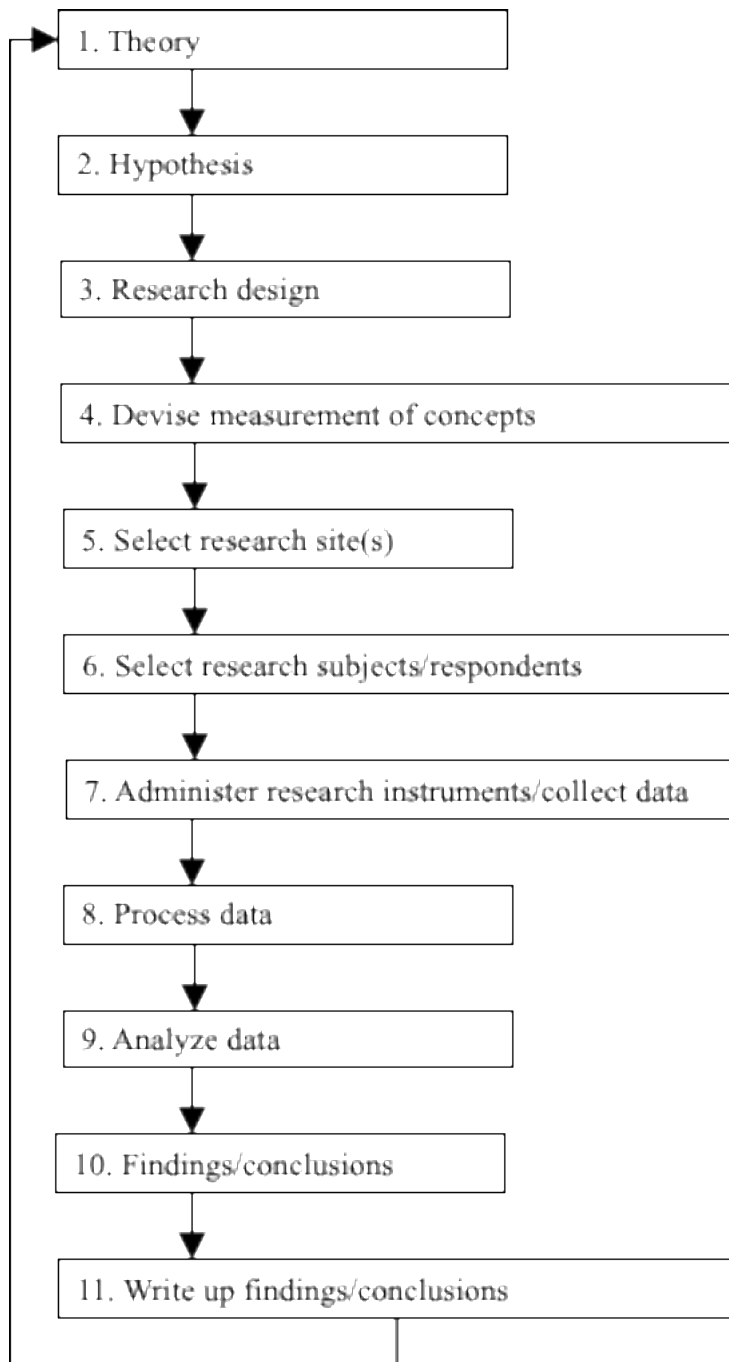 1. Theory
2. Hypothesis
3. Research design
4. Devise measurement of concepts
5. Select research site(s)
6. Select research subjects/respondents
7. Administer research instruments/collect data
8. Process data
9. Analyze data
10. Findings/conclusions
11. Write up findings/conclusions